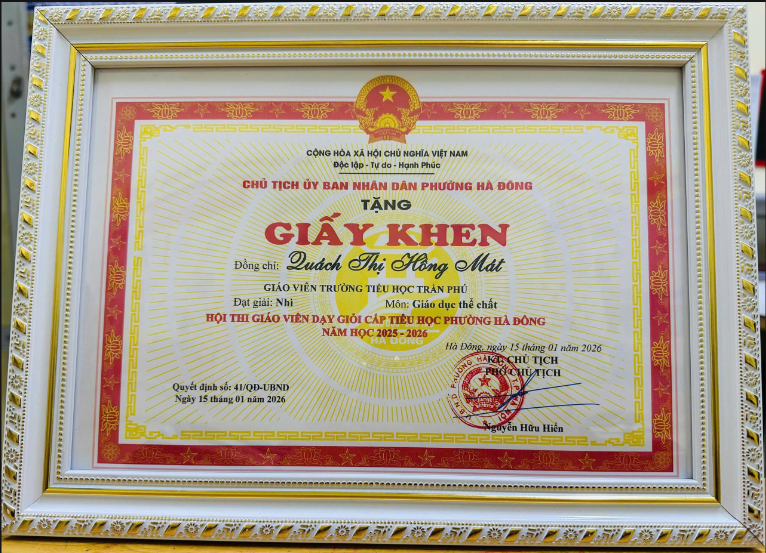 CỘNG HÒA XÃ HỘI CHỦ NGHĨA VIỆT NAM
Độc lập - Tự do - Hạnh Phúc
CHỦ TỊCH ỦY BAN NHÂN DÂN PHƯỜNG HÀ ĐÔNG
TẶNG
GIẤY KHEN
Đồng chí: Quách Thị Hồng Mát
GIÁO VIÊN TRƯỜNG TIỂU HỌC TRẦN PHÚ
Đạt giải: Nhì Môn: Giáo dục thể chất
HỘI THI GIÁO VIÊN DẠY GIỎI CẤP TIỂU HỌC PHƯỜNG HÀ ĐÔNG
NĂM HỌC 2025 - 2026
HÀ ĐÔNG
Hà Đông, ngày 15 tháng 01 năm 2026
KT. CHỦ TỊCH
PHÓ CHỦ TỊCH
Quyết định số: 41/QĐ-UBND
Ngày 15 tháng 01 năm 2026
Nguyễn Hữu Hiển